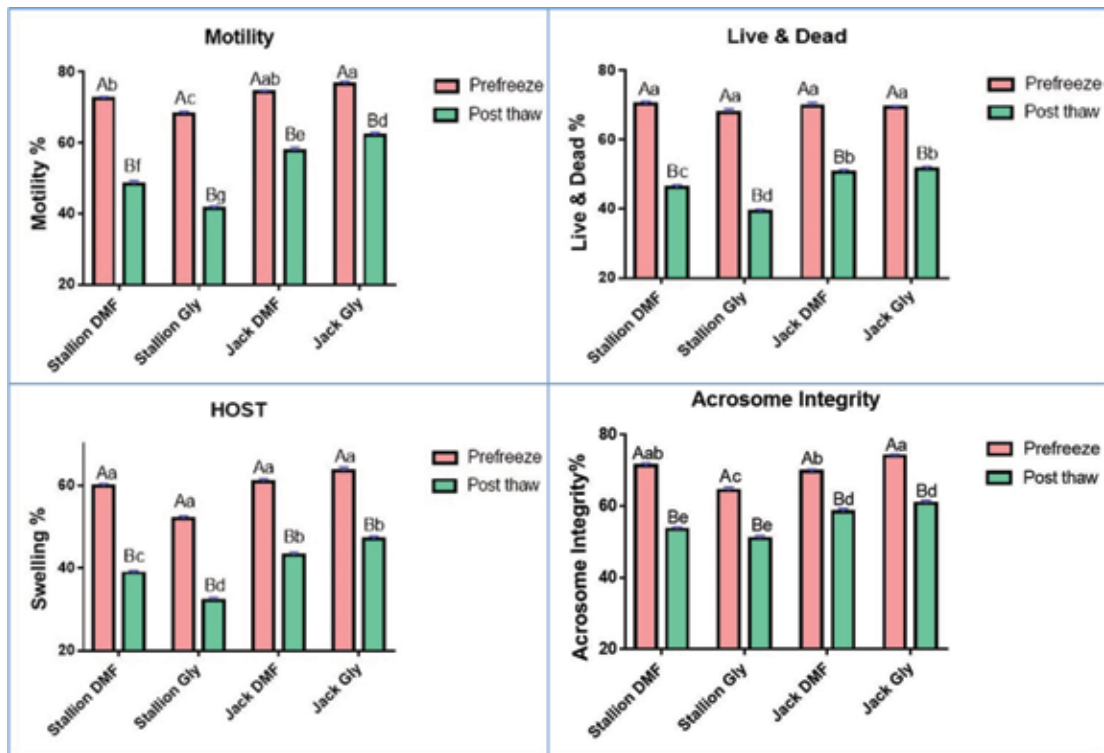 Motility
Motility %
80
60
40
20
Ab
Bf
Ac
Bg
Aab
Be
Aa
Bd
Prefreeze
Post thaw
Stallion DMF
Stallion Gly
Jack DMF
Jack Gly
Live & Dead
Live & Dead %
80
60
40
20
Aa
Bc
Aa
Bd
Aa
Bb
Aa
Bb
Prefreeze
Post thaw
Stallion DMF
Stallion Gly
Jack DMF
Jack Gly
HOST
Swelling %
60
40
20
Aa
Bc
Aa
Bd
Aa
Bb
Aa
Bb
Prefreeze
Post thaw
Stallion DMF
Stallion Gly
Jack DMF
Jack Gly
Acrosome Integrity
Acrosome Integrity%
80
60
40
20
Aab
Be
Ac
Be
Ab
Bd
Aa
Bd
Prefreeze
Post thaw
Stallion DMF
Stallion Gly
Jack DMF
Jack Gly